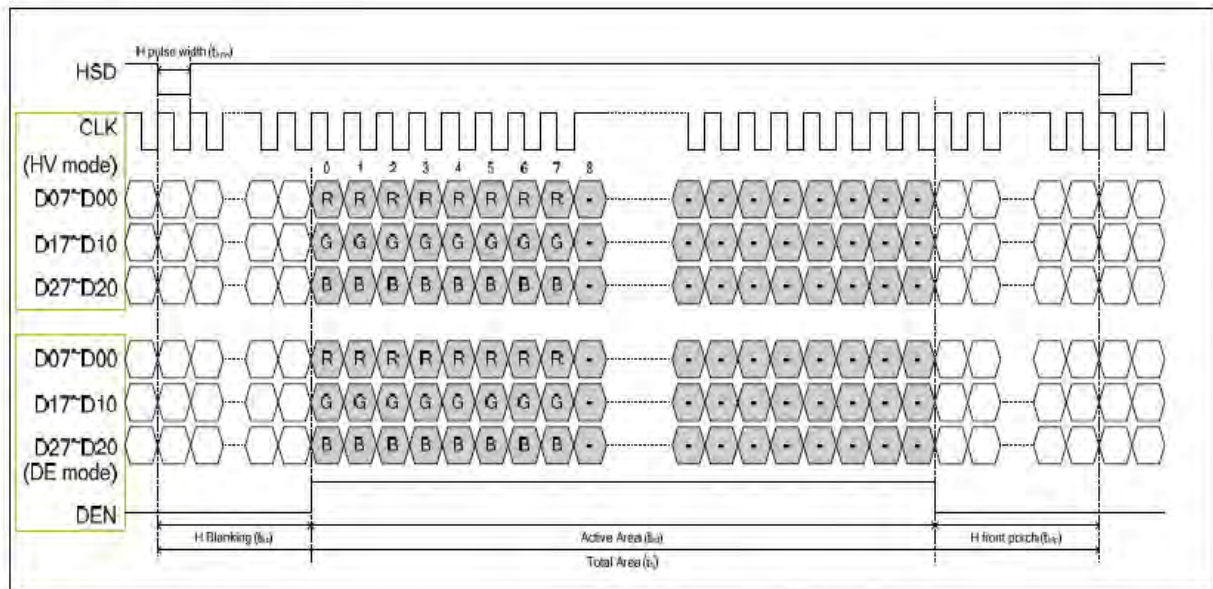 H pulse width
HSD
CLK
(HV mode)
0 1 2 3 4 5 6 7 8
D07~D00 R R R R R R R R - - - - - - - - -
D17~D10 G G G G G G G G - - - - - - - - -
D27~D20 B B B B B B B B - - - - - - - - -
D07~D00 R R R R R R R R - - - - - - - - -
D17~D10 G G G G G G G G - - - - - - - - -
D27~D20 B B B B B B B B - - - - - - - - -
(DE mode)
DEN
H Blanking Active Area H front porch
Total Area